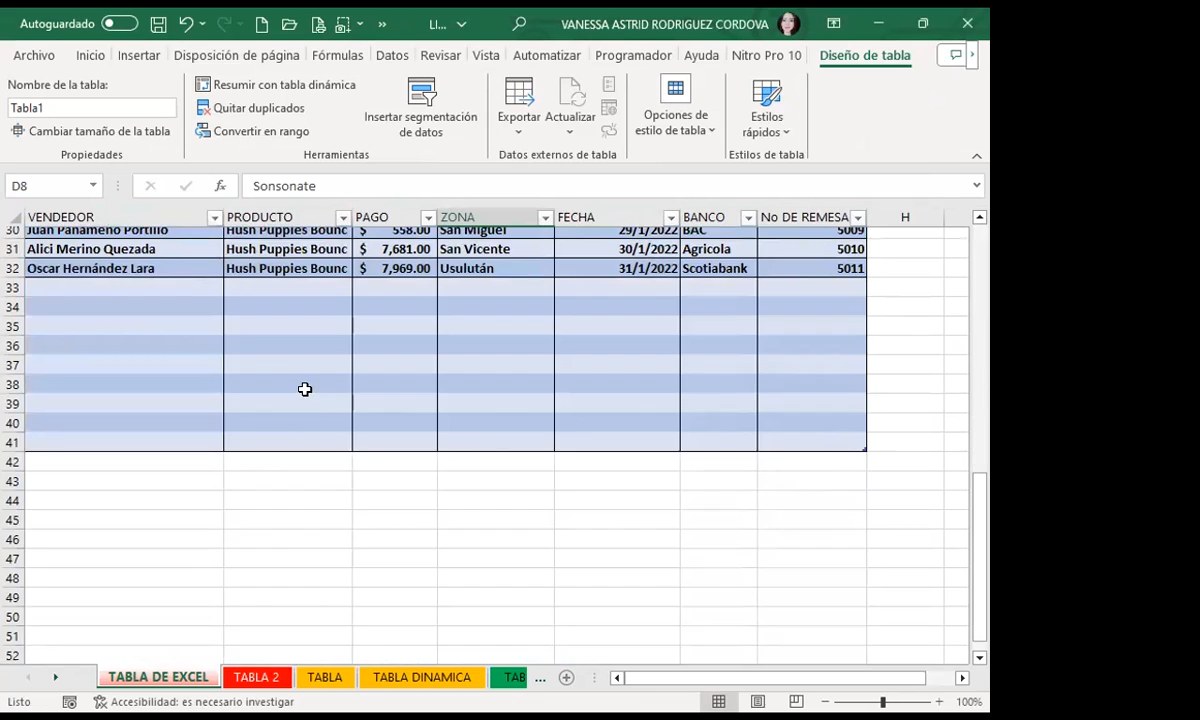 Autoguardado » LI... VANESSA ASTRID RODRIGUEZ CORDOVA
Archivo Inicio Insertar Disposición de página Fórmulas Datos Revisar Vista Automatizar Programador Ayuda Nitro Pro 10 Diseño de tabla
Nombre de la tabla:
Tabla1
Cambiar tamaño de la tabla
Propiedades
Resumir con tabla dinámica
Quitar duplicados
Convertir en rango
Insertar segmentación
de datos
Herramientas
Exportar Actualizar
Datos externos de tabla
Opciones de
estilo de tabla
Estilos
rápidos
Estilos de tabla
D8 fx Sonsonate
VENDEDOR PRODUCTO PAGO ZONA FECHA BANCO No DE REMESA H
30 Juan Panameño Portillo Hush Puppies Bounc $ 558.00 San Miguel 29/1/2022 BAC 5009
31 Alici Merino Quezada Hush Puppies Bounc $ 7,681.00 San Vicente 30/1/2022 Agricola 5010
32 Oscar Hernández Lara Hush Puppies Bounc $ 7,969.00 Usulután 31/1/2022 Scotiabank 5011
33
34
35
36
37
38
39
40
41
42
43
44
45
46
47
48
49
50
51
52
TABLA DE EXCEL TABLA 2 TABLA TABLA DINAMICA TAB ...
Listo Accesibilidad: es necesario investigar 100%